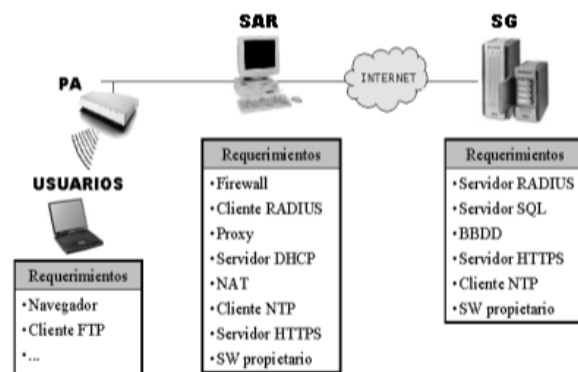 SAR
SG
INTERNET
PA
USUARIOS
Requerimientos
•Navegador
•Cliente FTP
•...
Requerimientos
•Firewall
•Cliente RADIUS
•Proxy
•Servidor DHCP
•NAT
•Cliente NTP
•Servidor HTTPS
•SW propietario
Requerimientos
•Servidor RADIUS
•Servidor SQL
•BBDD
•Servidor HTTPS
•Cliente NTP
•SW propietario